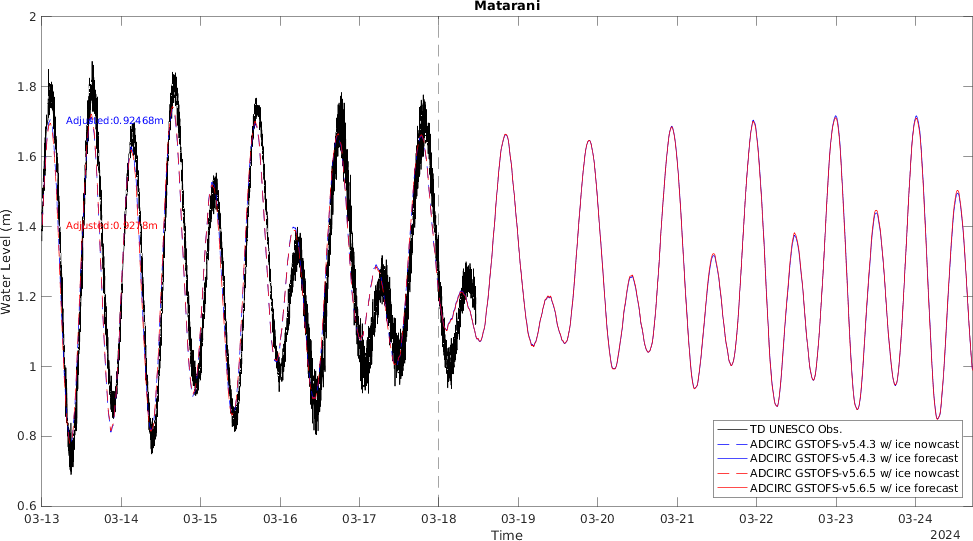 Matarani
2
1.8
1.6
1.4
1.2
1
0.8
0.6
Water Level (m)
Adjusted:0.92468m
Adjusted:0.9278m
TD UNESCO Obs.
ADCIRC GSTOFS-v5.4.3 w/ ice nowcast
ADCIRC GSTOFS-v5.4.3 w/ ice forecast
ADCIRC GSTOFS-v5.6.5 w/ ice nowcast
ADCIRC GSTOFS-v5.6.5 w/ ice forecast
03-13 03-14 03-15 03-16 03-17 03-18 03-19 03-20 03-21 03-22 03-23 03-24
Time
2024